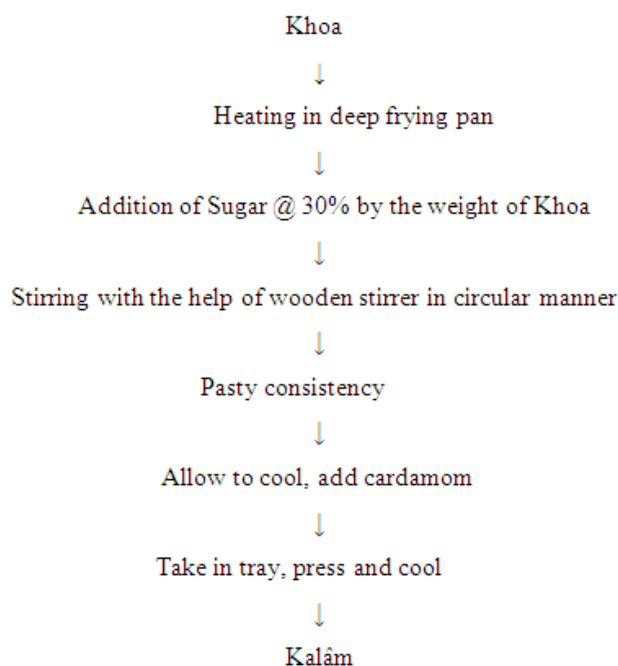 Khoa
↓
Heating in deep frying pan
↓
Addition of Sugar @ 30% by the weight of Khoa
↓
Stirring with the help of wooden stirrer in circular manner
↓
Pasty consistency
↓
Allow to cool, add cardamom
↓
Take in tray, press and cool
↓
Kalâm